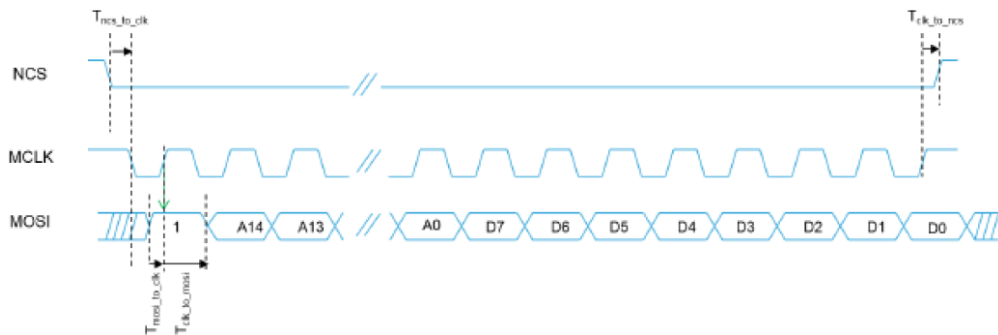 Tncs_to_clk
Tclk_to_ncs
NCS
MCLK
MOSI
1
A14
A13
A0
D7
D6
D5
D4
D3
D2
D1
D0
Tmosi_to_clk
Tclk_to_mosi